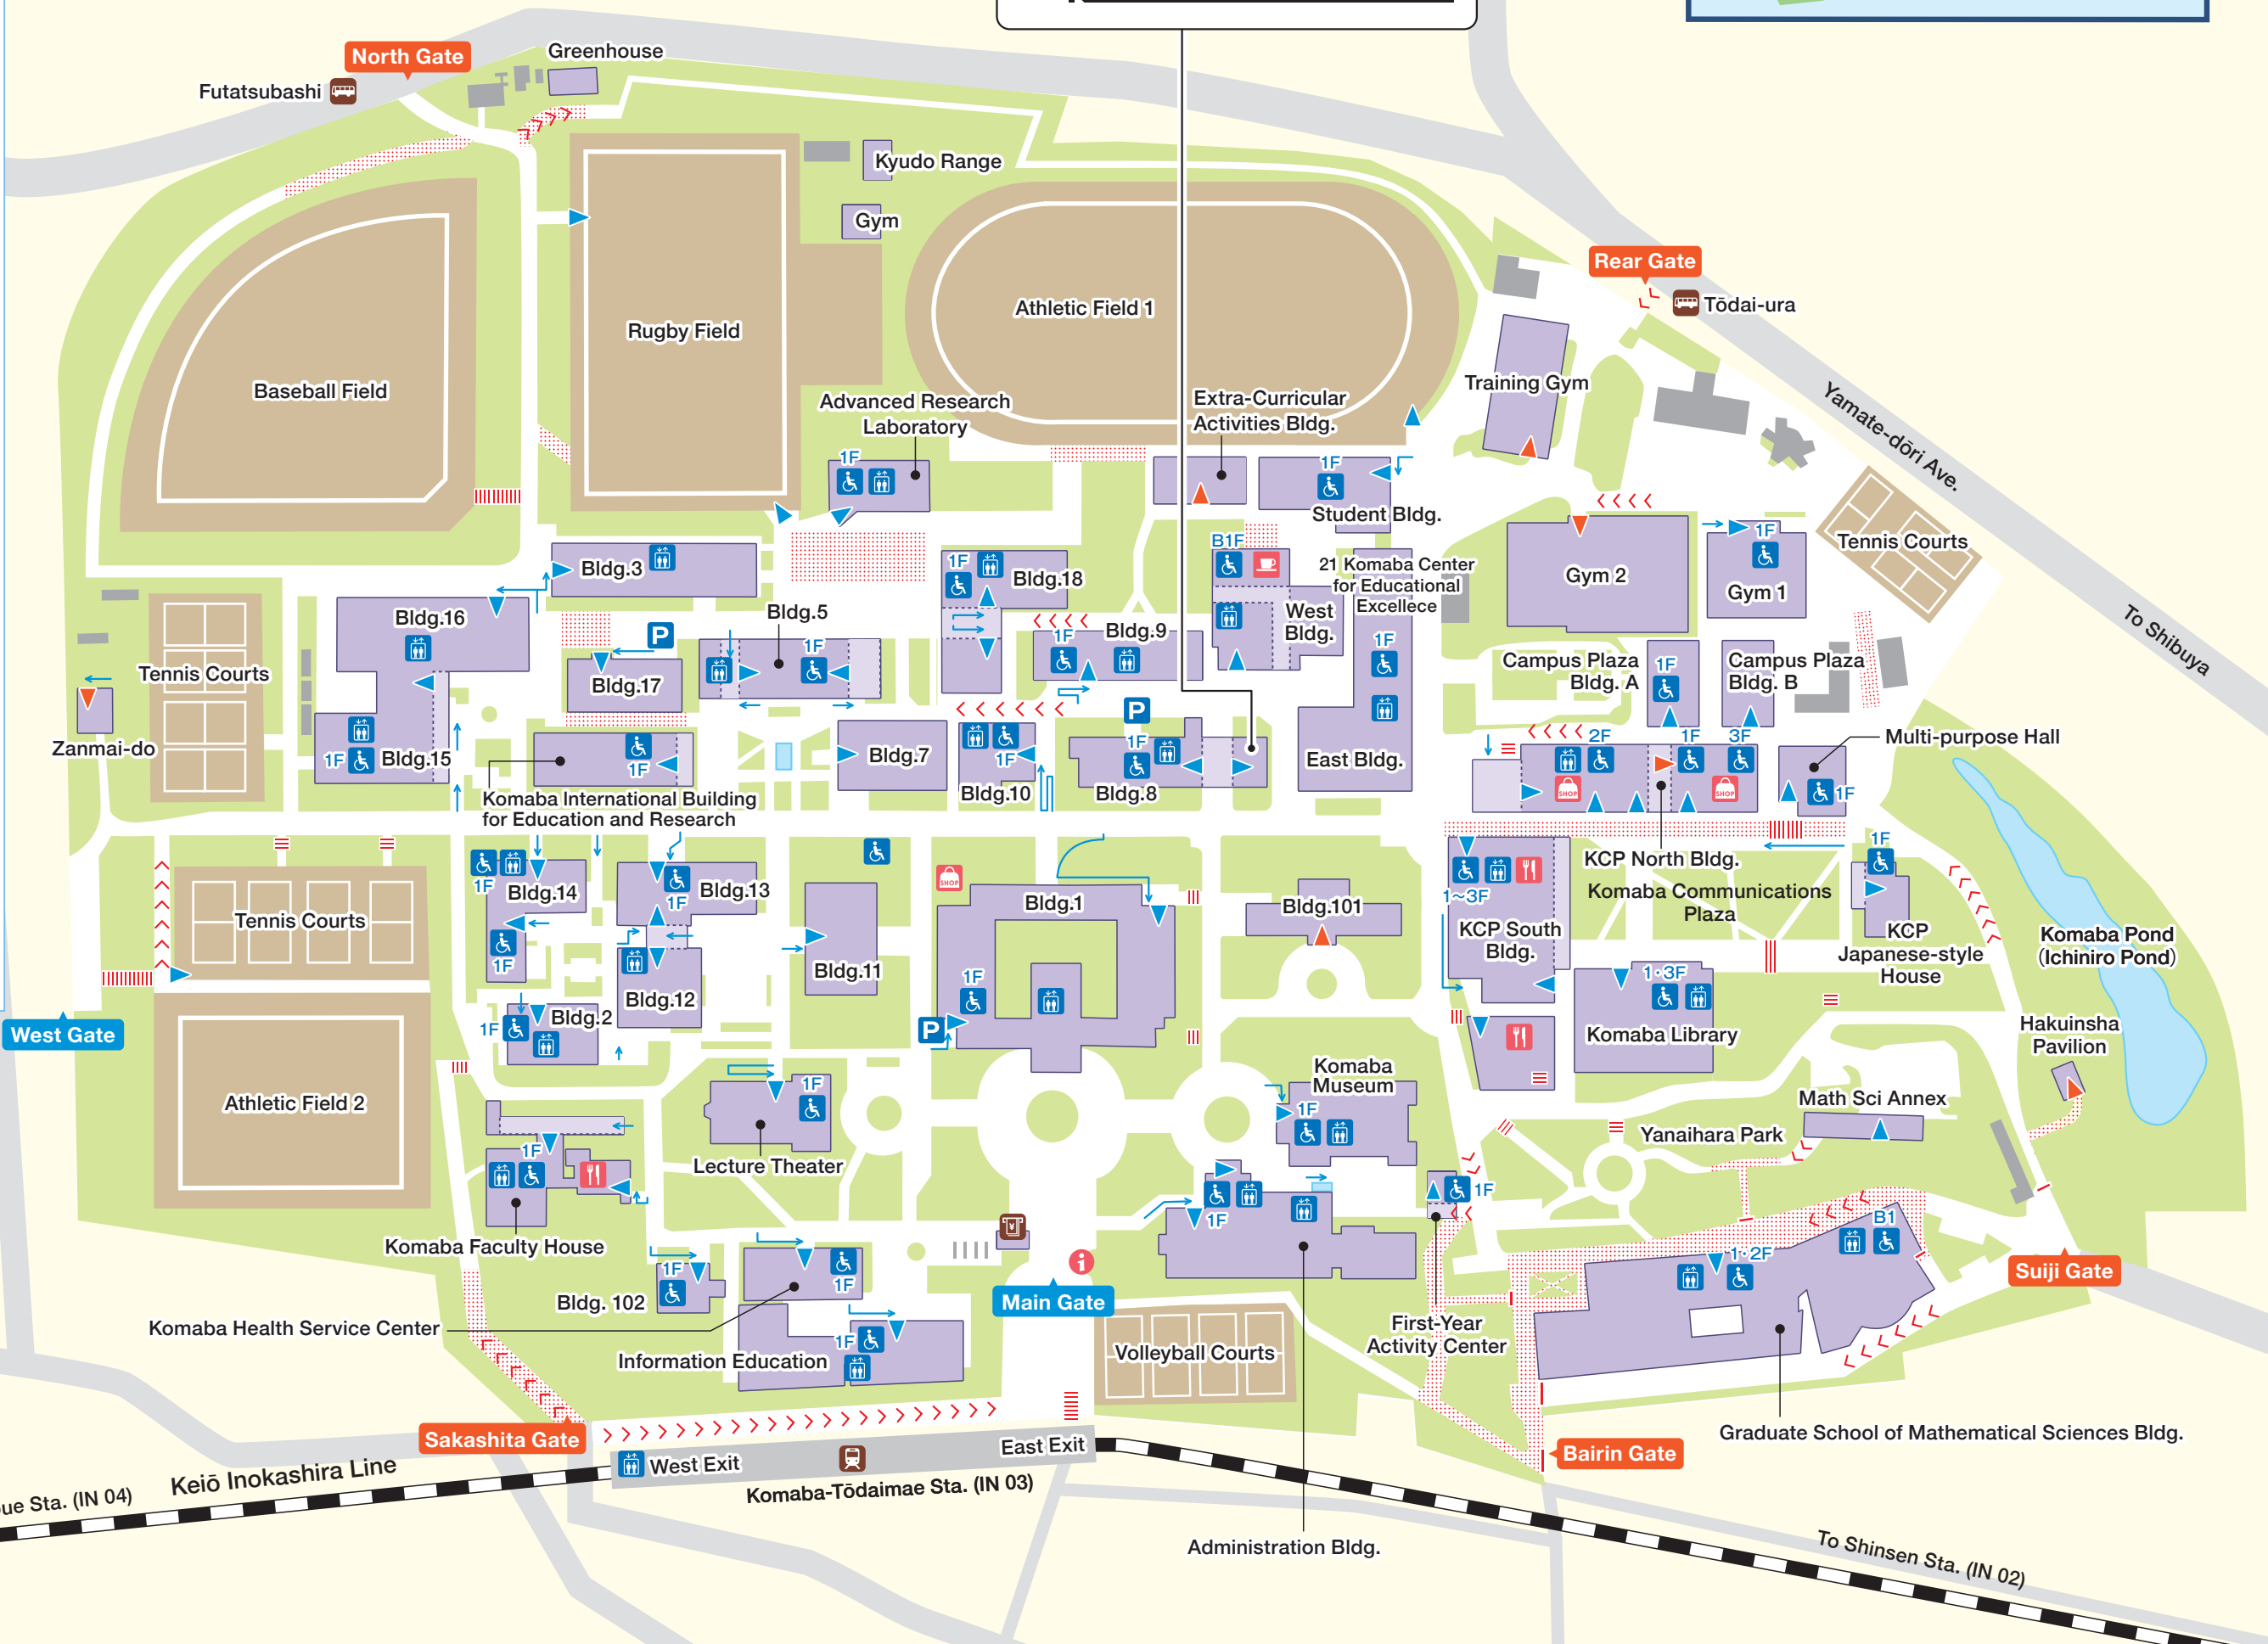 North Gate
Greenhouse
Futatsubashi
Kyudo Range
Gym
Rear Gate
Tōdai-ura
Athletic Field 1
Rugby Field
Baseball Field
Training Gym
Yamate-dōri Ave.
To Shibuya
Advanced Research
Laboratory
1F
Extra-Curricular
Activities Bldg.
1F
Student Bldg.
Tennis Courts
Gym 2
1F
Gym 1
Bldg.3
1F
Bldg.18
B1F
West
Bldg.
21 Komaba Center
for Educational
Excellece
1F
East Bldg.
Bldg.16
Bldg.5
1F
P
Bldg.17
1F
Bldg.9
Tennis Courts
Campus Plaza
Bldg. A
1F
Campus Plaza
Bldg. B
Zanmai-do
1F
Bldg.15
1F
Komaba International Building
for Education and Research
Bldg.7
1F
Bldg.10
P
1F
Bldg.8
2F
1F
3F
SHOP
SHOP
Multi-purpose Hall
1F
KCP North Bldg.
Komaba Communications
Plaza
1F
KCP
Japanese-style
House
Komaba Pond
(Ichiniro Pond)
Tennis Courts
1F
Bldg.14
1F
1F
Bldg.13
Bldg.12
Bldg.11
SHOP
Bldg.1
1F
P
Bldg.101
1~3F
KCP South
Bldg.
1·3F
Komaba Library
Hakuinsha
Pavilion
West Gate
1F
Bldg.2
Athletic Field 2
1F
Lecture Theater
Komaba
Museum
1F
Math Sci Annex
Yanaihara Park
1F
Komaba Faculty House
1F
1F
B1
1·2F
Suiji Gate
1F
Bldg. 102
1F
Komaba Health Service Center
1F
Information Education
¥
i
Main Gate
Volleyball Courts
First-Year
Activity Center
Graduate School of Mathematical Sciences Bldg.
Sakashita Gate
Bairin Gate
West Exit
East Exit
Komaba-Tōdaimae Sta. (IN 03)
Keiō Inokashira Line
ue Sta. (IN 04)
Administration Bldg.
To Shinsen Sta. (IN 02)